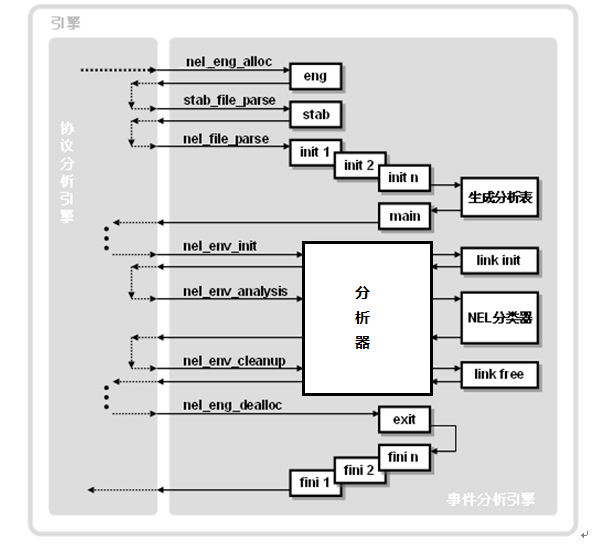 引擎
协议分析引擎
nel_eng_alloc
eng
stab_file_parse
stab
nel_file_parse
init 1
init 2
init n
生成分析表
main
nel_env_init
link init
分析器
nel_env_analysis
NEL分类器
nel_env_cleanup
link free
nel_eng_dealloc
exit
fini n
fini 2
fini 1
事件分析引擎